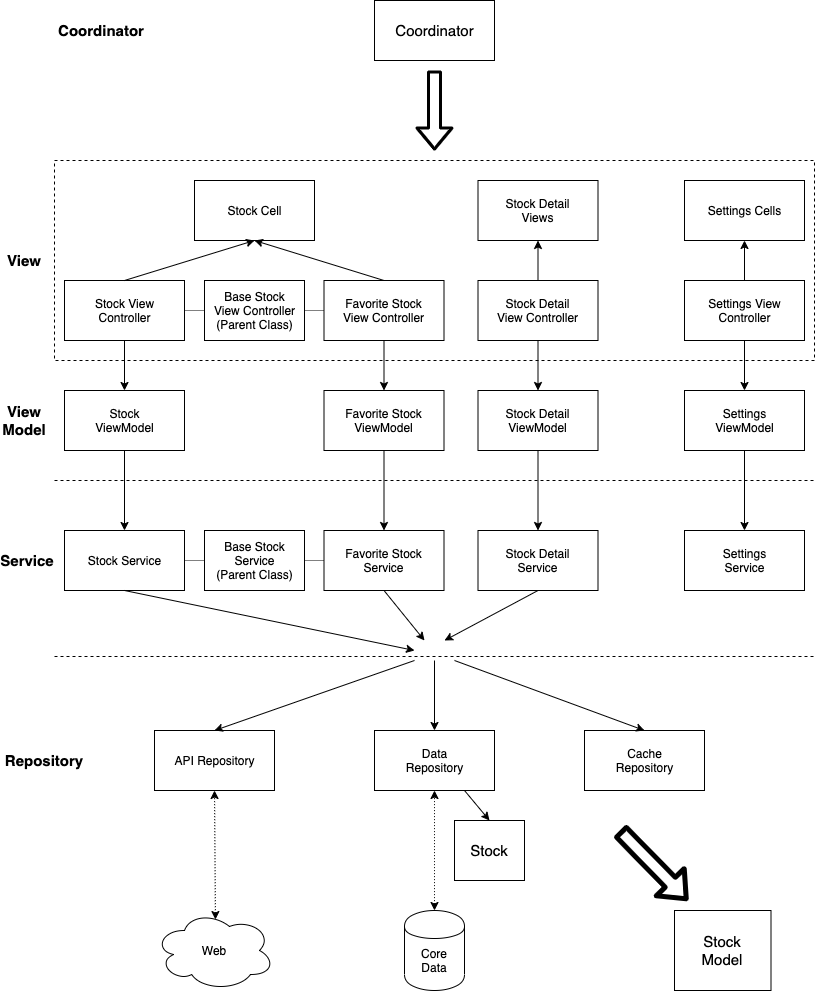 Coordinator
Coordinator
Stock Cell
Stock Detail
Views
Settings Cells
View
Stock View
Controller
Base Stock
View Controller
(Parent Class)
Favorite Stock
View Controller
Stock Detail
View Controller
Settings View
Controller
View
Model
Stock
ViewModel
Favorite Stock
ViewModel
Stock Detail
ViewModel
Settings
ViewModel
Service
Stock Service
Base Stock
Service
(Parent Class)
Favorite Stock
Service
Stock Detail
Service
Settings
Service
Repository
API Repository
Data
Repository
Cache
Repository
Stock
Web
Core
Data
Stock
Model